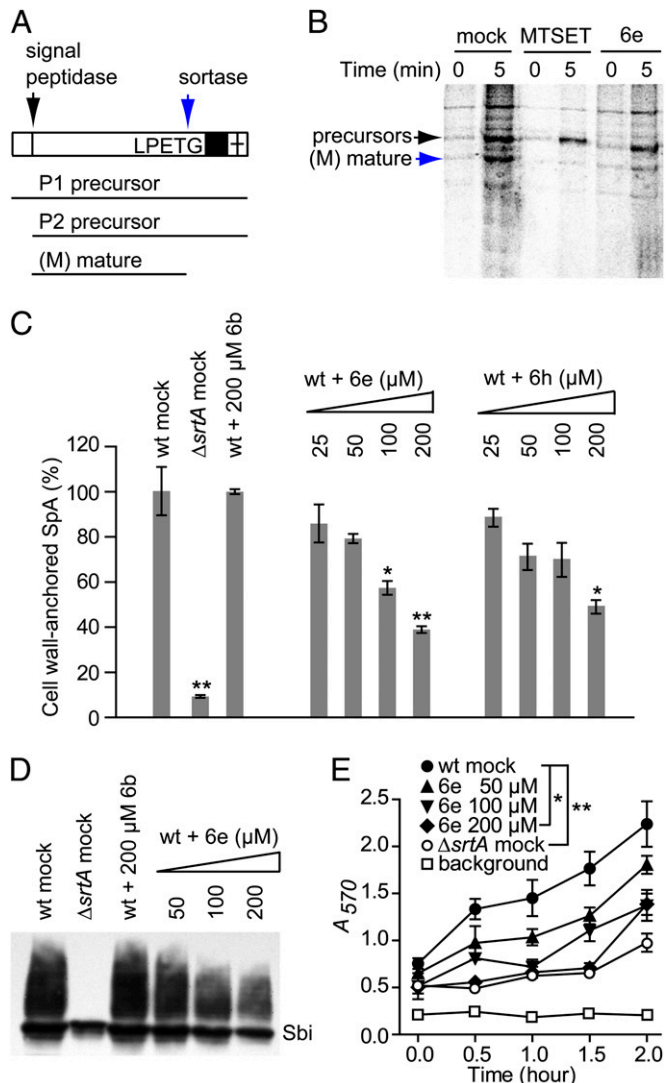 A
signal
peptidase
sortase
LPETG
+
P1 precursor
P2 precursor
(M) mature
B
mock MTSET 6e
Time (min) 0 5 0 5 0 5
precursors
(M) mature
C
wt mock
ΔsrtA mock
wt + 200 µM 6b
wt + 6e (µM)
25 50 100 200
wt + 6h (µM)
25 50 100 200
Cell wall-anchored SpA (%)
120
100
80
60
40
20
0
**
*
**
*
D
wt mock
ΔsrtA mock
wt + 200 µM 6b
wt + 6e (µM)
50 100 200
Sbi
E
wt mock
6e 50 µM
6e 100 µM
6e 200 µM
ΔsrtA mock
background
* **
A 570
2.5
2.0
1.5
1.0
0.5
0.0
0.0 0.5 1.0 1.5 2.0
Time (hour)